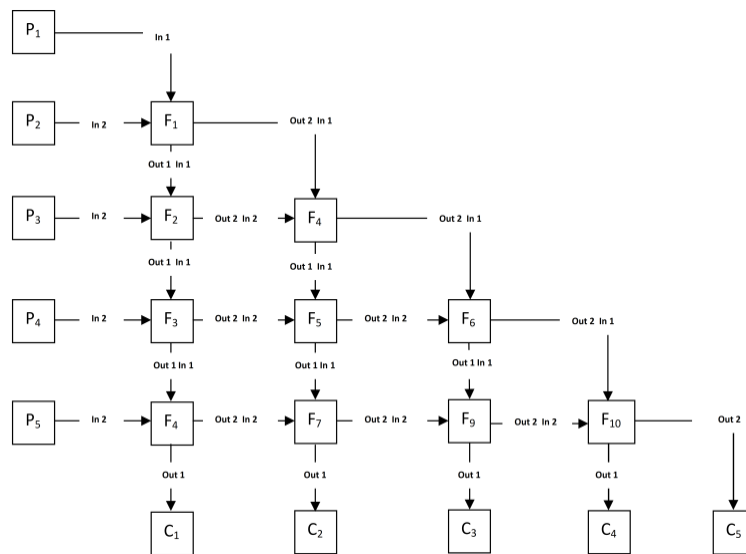 P1
In 1
P2 In 2 F1 Out 2 In 1
Out 1 In 1
P3 In 2 F2 Out 2 In 2 F4 Out 2 In 1
Out 1 In 1 Out 1 In 1
P4 In 2 F3 Out 2 In 2 F5 Out 2 In 2 F6 Out 2 In 1
Out 1 In 1 Out 1 In 1 Out 1 In 1
P5 In 2 F4 Out 2 In 2 F7 Out 2 In 2 F9 Out 2 In 2 F10 Out 2
Out 1 Out 1 Out 1 Out 1
C1 C2 C3 C4 C5